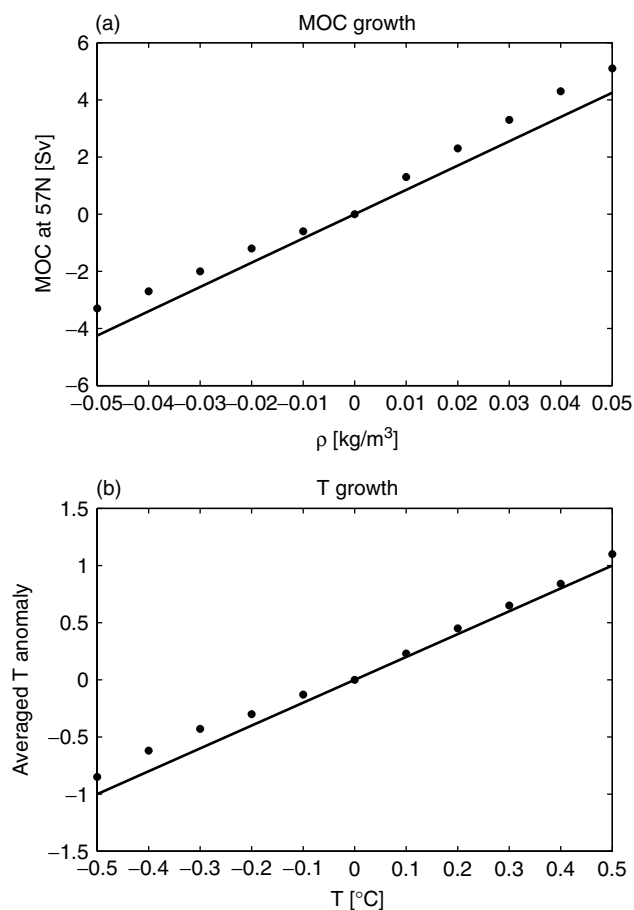 (a) MOC growth
6
4
2
0
−2
−4
−6
MOC at 57N [Sv]
−0.05 −0.04 −0.03 −0.02 −0.01 0 0.01 0.02 0.03 0.04 0.05
ρ [kg/m³]
(b) T growth
1.5
1
0.5
0
−0.5
−1
−1.5
Averaged T anomaly
−0.5 −0.4 −0.3 −0.2 −0.1 0 0.1 0.2 0.3 0.4 0.5
T [°C]